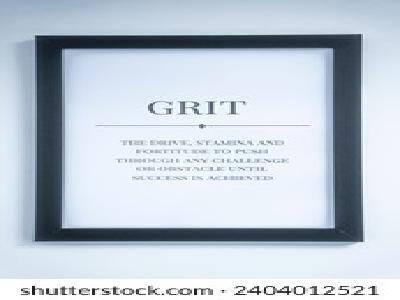 GRIT
THE DRIVE, STAMINA AND
FORTITUDE TO PUSH
THROUGH ANY CHALLENGE
OR OBSTACLE UNTIL
SUCCESS IS ACHIEVED
shutterstock.com · 2404012521